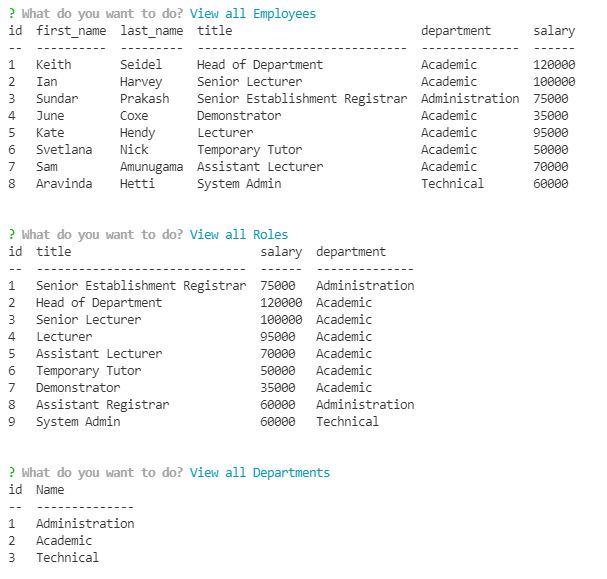 ? What do you want to do? View all Employees
id  first_name  last_name  title                           department      salary
--  ----------  ---------  ------------------------------  --------------  ------
1   Keith       Seidel     Head of Department              Academic        120000
2   Ian         Harvey     Senior Lecturer                 Academic        100000
3   Sundar      Prakash    Senior Establishment Registrar  Administration  75000
4   June        Coxe       Demonstrator                    Academic        35000
5   Kate        Hendy      Lecturer                        Academic        95000
6   Svetlana    Nick       Temporary Tutor                 Academic        50000
7   Sam         Amunugama  Assistant Lecturer              Academic        70000
8   Aravinda    Hetti      System Admin                    Technical       60000
? What do you want to do? View all Roles
id  title                           salary  department
--  ------------------------------  ------  --------------
1   Senior Establishment Registrar  75000   Administration
2   Head of Department              120000  Academic
3   Senior Lecturer                 100000  Academic
4   Lecturer                        95000   Academic
5   Assistant Lecturer              70000   Academic
6   Temporary Tutor                 50000   Academic
7   Demonstrator                    35000   Academic
8   Assistant Registrar             60000   Administration
9   System Admin                    60000   Technical
? What do you want to do? View all Departments
id  Name
--  --------------
1   Administration
2   Academic
3   Technical